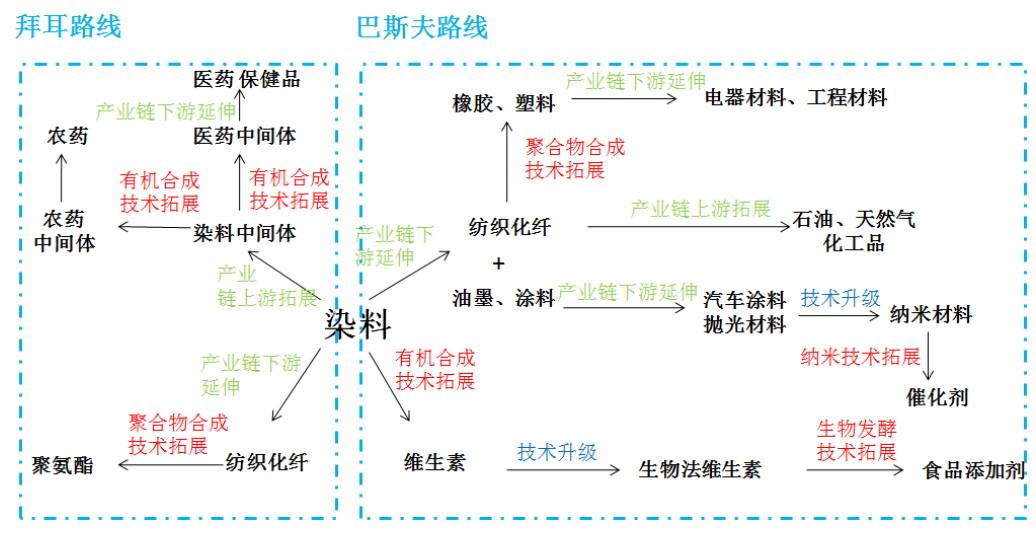 拜耳路线
巴斯夫路线
医药保健品
产业链下游延伸
农药
医药中间体
有机合成
技术拓展
有机合成
技术拓展
农药
中间体
染料中间体
产业
链上游拓展
染料
产业链下游
延伸
聚合物合成
技术拓展
聚氨酯
纺织化纤
产业链下游延伸
橡胶、塑料
电器材料、工程材料
聚合物合成
技术拓展
产业链下
游延伸
纺织化纤
产业链上游拓展
石油、天然气
化工品
+
油墨、涂料
产业链下游延伸
汽车涂料
抛光材料
技术升级
纳米材料
纳米技术拓展
催化剂
有机合成
技术拓展
维生素
技术升级
生物法维生素
生物发酵
技术拓展
食品添加剂